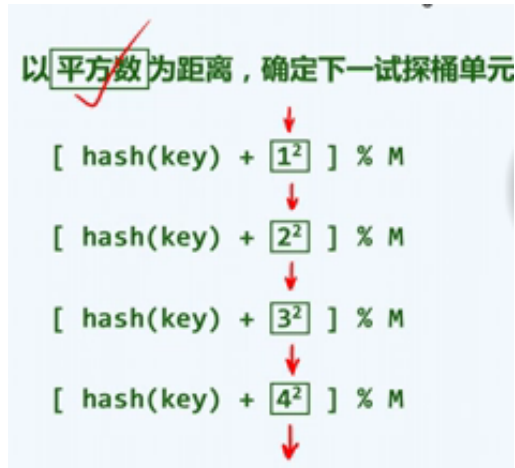 以平方数为距离，确定下一试探桶单元
[ hash(key) + 1² ] % M
[ hash(key) + 2² ] % M
[ hash(key) + 3² ] % M
[ hash(key) + 4² ] % M